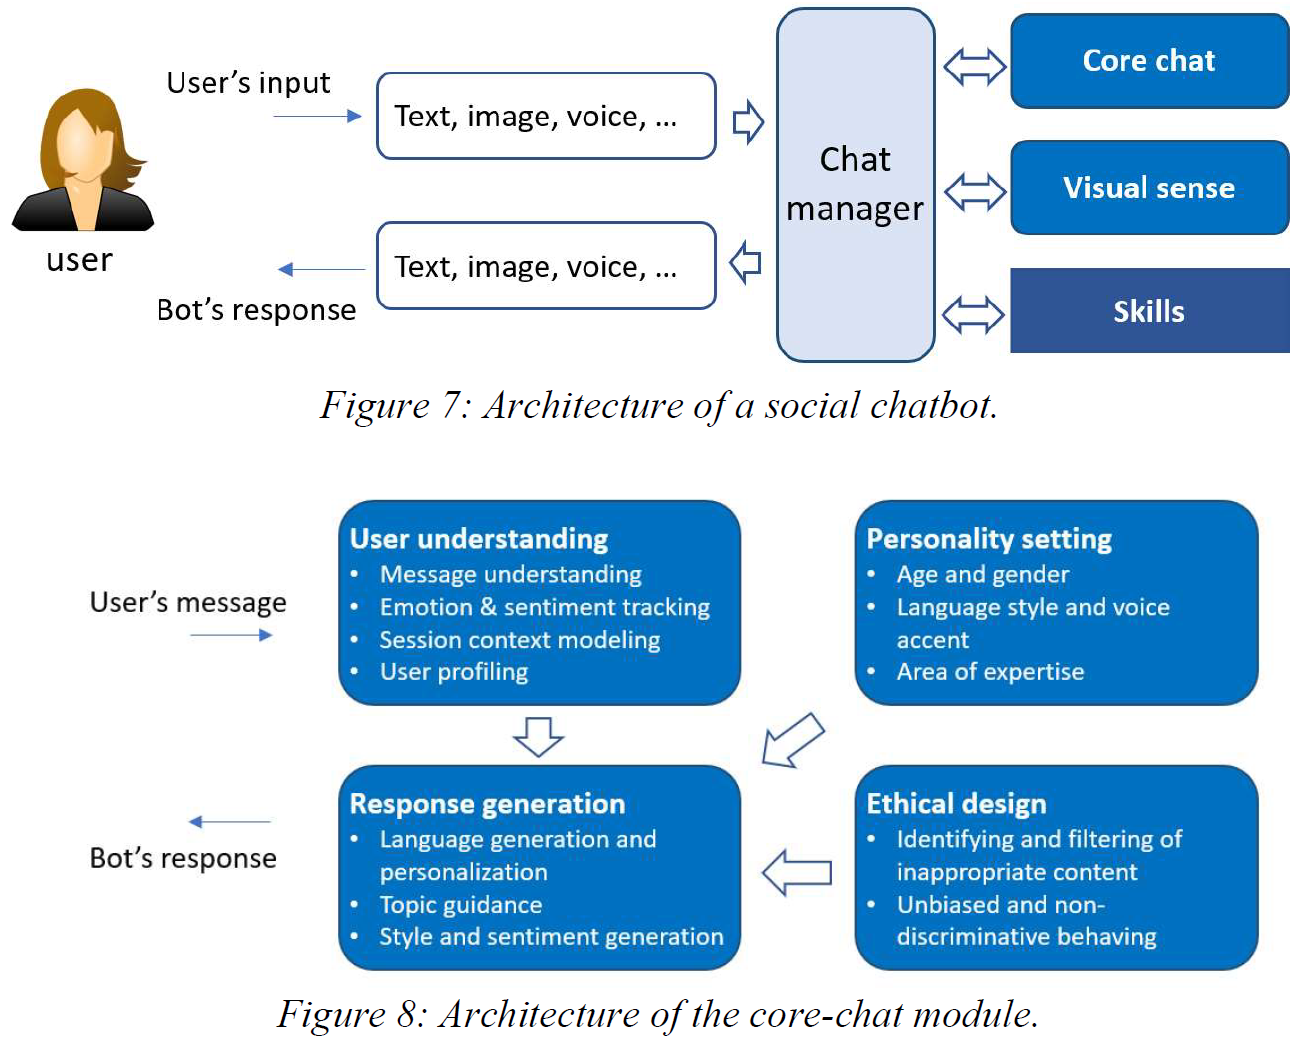 User's input
Text, image, voice, ...
user
Text, image, voice, ...
Bot's response
Chat
manager
Core chat
Visual sense
Skills
Figure 7: Architecture of a social chatbot.
User's message
User understanding
• Message understanding
• Emotion & sentiment tracking
• Session context modeling
• User profiling
Personality setting
• Age and gender
• Language style and voice
accent
• Area of expertise
Bot's response
Response generation
• Language generation and
personalization
• Topic guidance
• Style and sentiment generation
Ethical design
• Identifying and filtering of
inappropriate content
• Unbiased and non-
discriminative behaving
Figure 8: Architecture of the core-chat module.